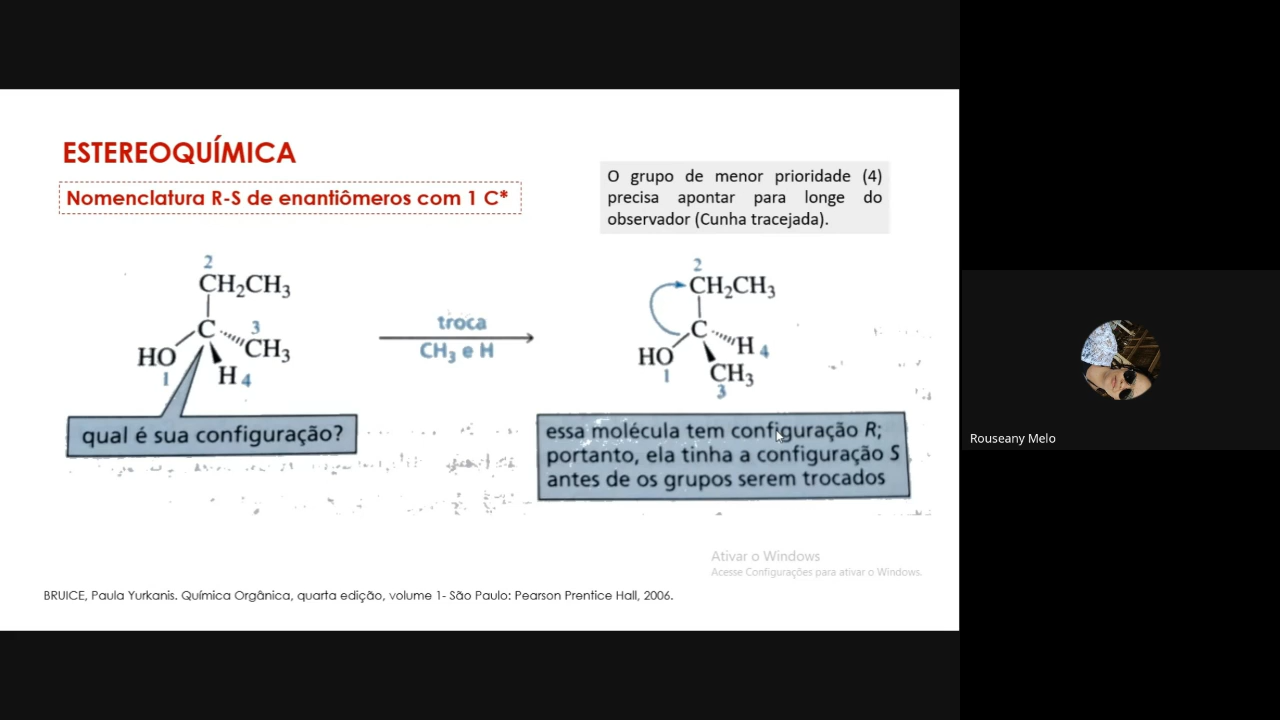 ESTEREOQUÍMICA
Nomenclatura R-S de enantiômeros com 1 C*
O grupo de menor prioridade (4)
precisa apontar para longe do
observador (Cunha tracejada).
2
CH₂CH₃
C
3
CH₃
HO
1
H 4
qual é sua configuração?
troca
CH₃ e H
2
CH₂CH₃
C
H 4
HO
1
CH₃
3
essa molécula tem configuração R;
portanto, ela tinha a configuração S
antes de os grupos serem trocados
Ativar o Windows
Acesse Configurações para ativar o Windows.
BRUICE, Paula Yurkanis. Química Orgânica, quarta edição, volume 1- São Paulo: Pearson Prentice Hall, 2006.
Rouseany Melo